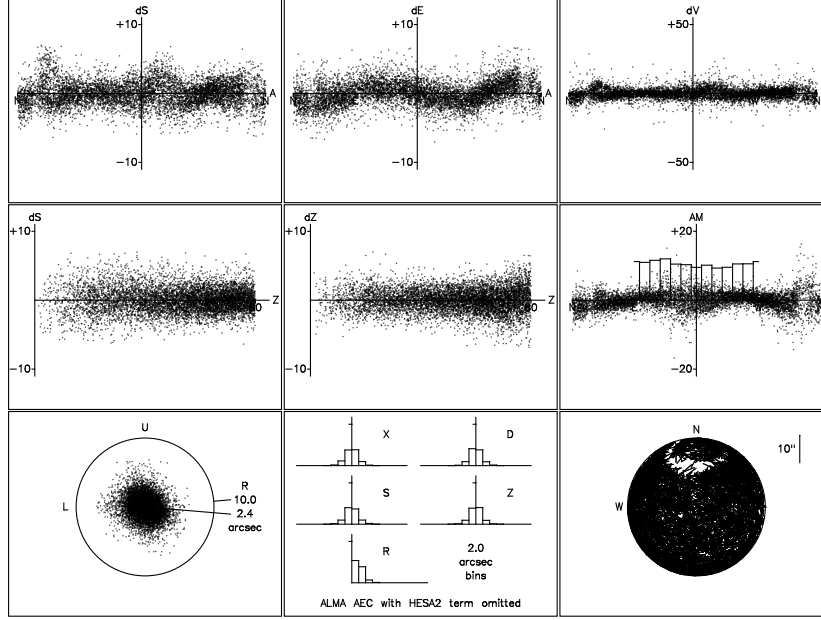 dS
+10
A
N
N
-10
dE
+10
A
N
N
-10
dV
+50
N
N
-50
dS
+10
Z
-10
dZ
+10
Z
-10
AM
+20
N
N
-20
U
L
R
10.0
2.4
arcsec
X
D
S
Z
R
2.0
arcsec
bins
ALMA AEC with HESA2 term omitted
N
W
10"